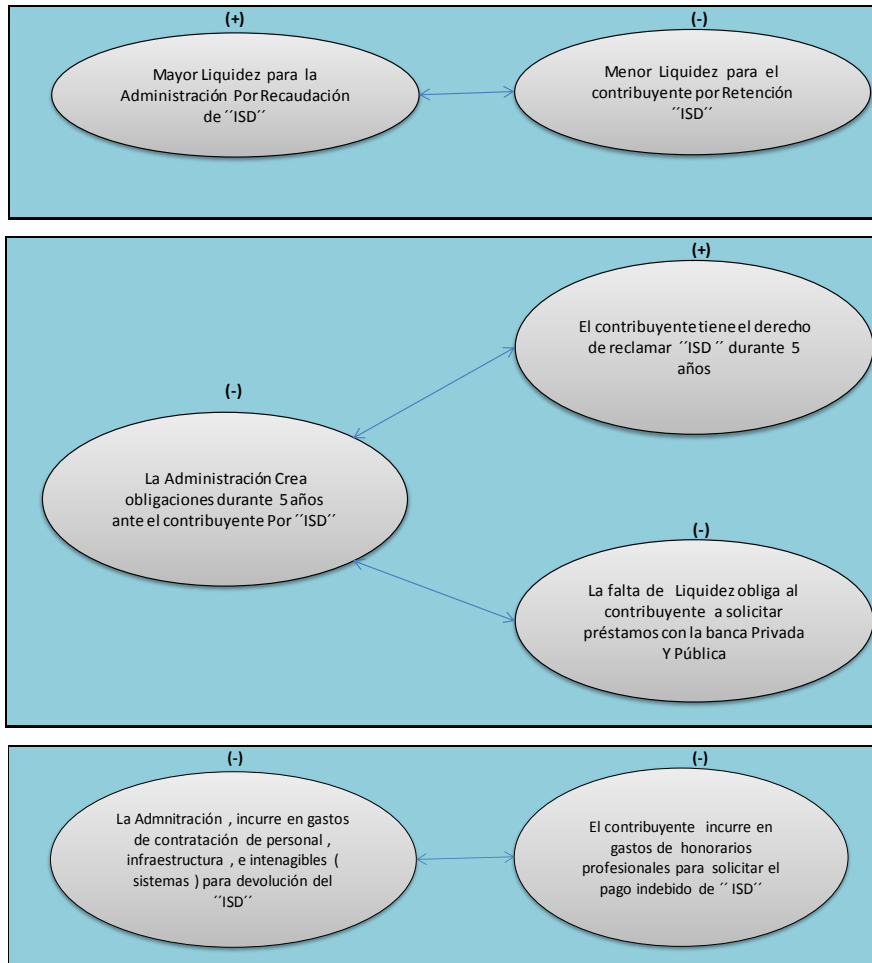 (+)
Mayor Liquidez para la
Administración Por Recaudación
de ´´ISD´´
(-)
Menor Liquidez para el
contribuyente por Retención
´´ISD´´
(+)
El contribuyente tiene el derecho
de reclamar ´´ISD ´´ durante 5
años
(-)
La Administración Crea
obligaciones durante 5 años
ante el contribuyente Por ´´ISD´´
(-)
La falta de Liquidez obliga al
contribuyente a solicitar
préstamos con la banca Privada
Y Pública
(-)
La Admnitración , incurre en gastos
de contratación de personal ,
infraestructura , e intenagibles (
sistemas ) para devolución del
´´ISD´´
(-)
El contribuyente incurre en
gastos de honorarios
profesionales para solicitar el
pago indebido de ´´ ISD´´